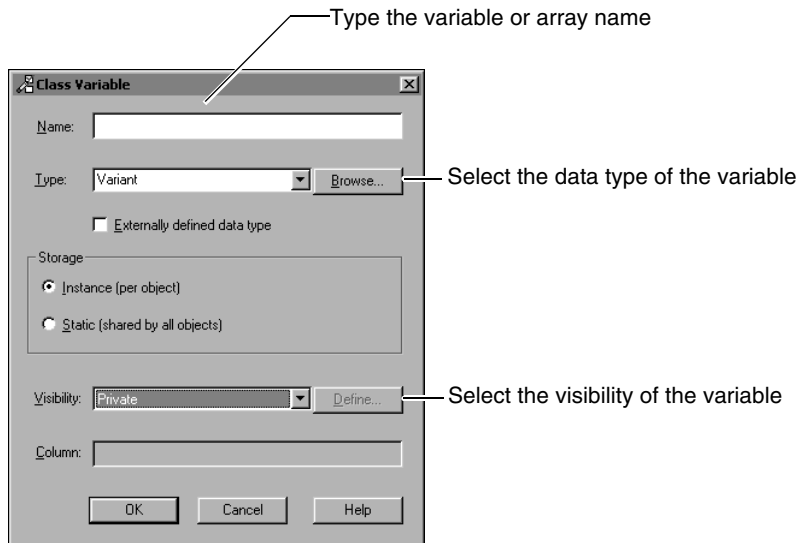 Type the variable or array name
Class Variable
Name:
Type: Variant Browse... Select the data type of the variable
Externally defined data type
Storage
Instance (per object)
Static (shared by all objects)
Visibility: Private Define... Select the visibility of the variable
Column:
OK Cancel Help